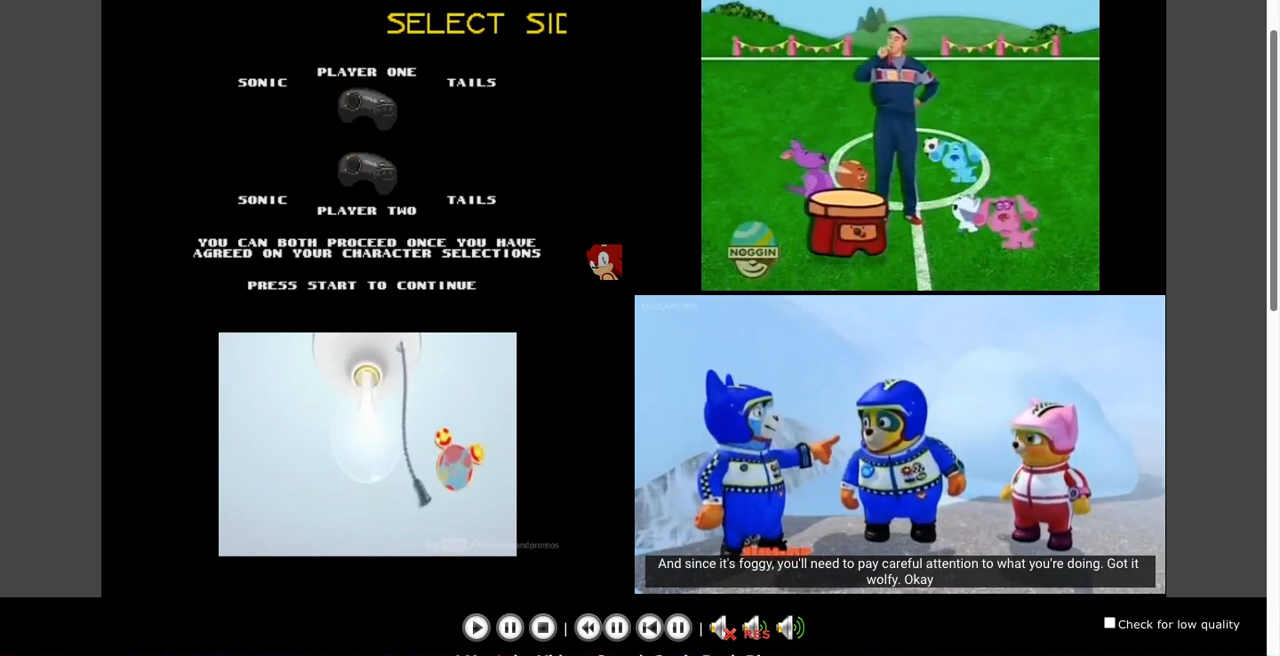 SELECT SID
PLAYER ONE
SONIC
TAILS
SONIC
TAILS
PLAYER TWO
YOU CAN BOTH PROCEED ONCE YOU HAVE
AGREED ON YOUR CHARACTER SELECTIONS
PRESS START TO CONTINUE
NOGGIN
And since it's foggy, you'll need to pay careful attention to what you're doing. Got it
wolfy. Okay
| | RES
Check for low quality